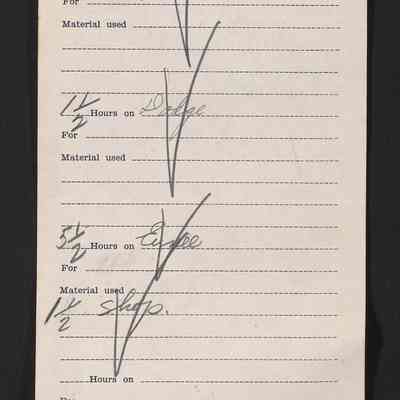 For
Material used
1 1/2 Hours on Dodge
For
Material used
5 1/2 Hours on
For
Material used
1 1/2 shop.
Hours on
For